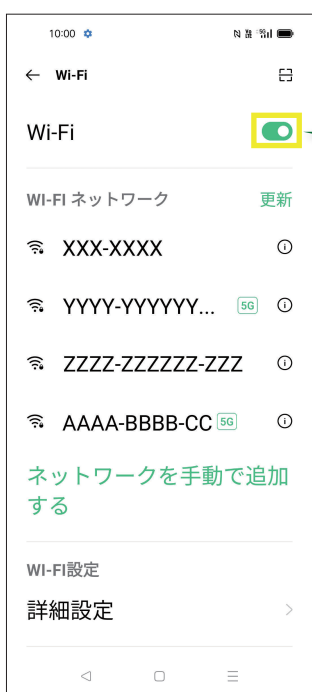 10:00
Wi-Fi
Wi-Fi
WI-FI ネットワーク 更新
XXX-XXXX
YYYY-YYYYYY... 5G
ZZZZ-ZZZZZZ-ZZZ
AAAA-BBBB-CC 5G
ネットワークを手動で追加
する
WI-FI設定
詳細設定